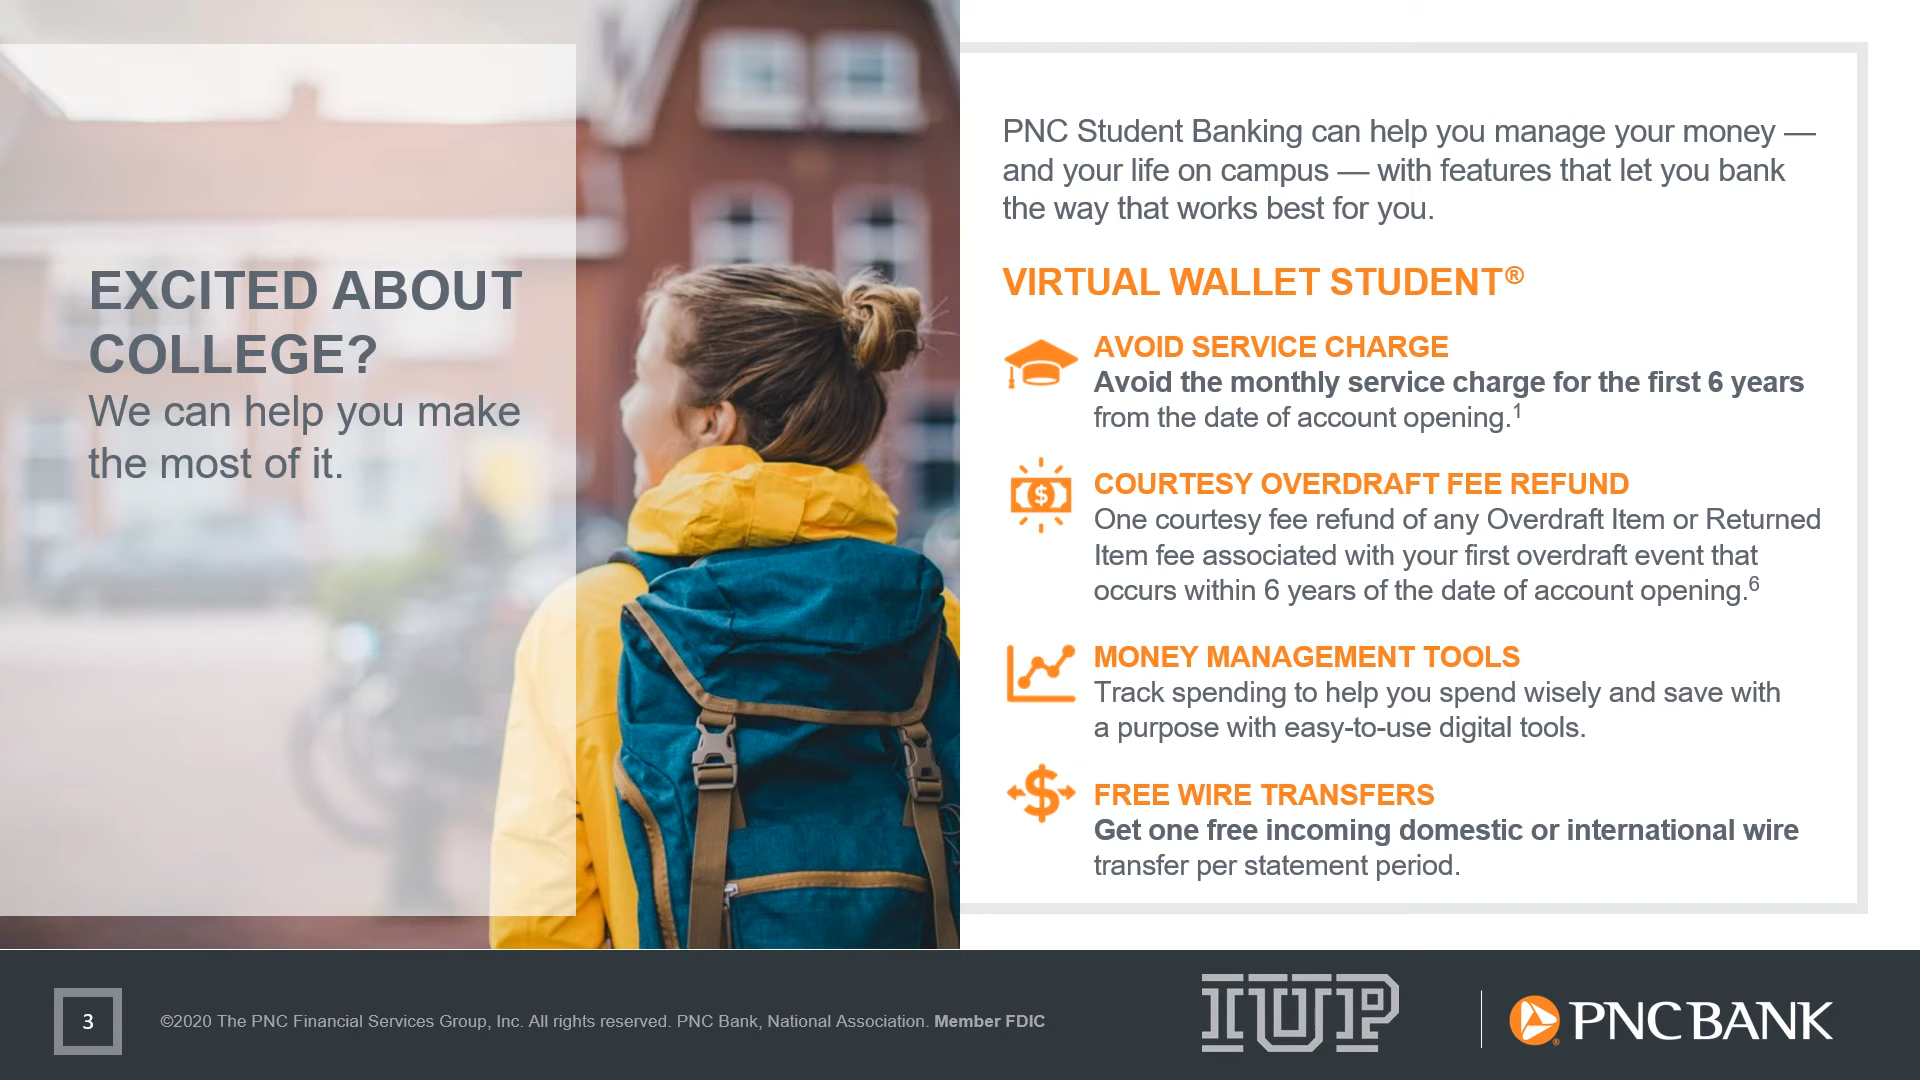 EXCITED ABOUT
COLLEGE?
We can help you make
the most of it.
PNC Student Banking can help you manage your money —
and your life on campus — with features that let you bank
the way that works best for you.
VIRTUAL WALLET STUDENT®
AVOID SERVICE CHARGE
Avoid the monthly service charge for the first 6 years
from the date of account opening.1
COURTESY OVERDRAFT FEE REFUND
One courtesy fee refund of any Overdraft Item or Returned
Item fee associated with your first overdraft event that
occurs within 6 years of the date of account opening.6
MONEY MANAGEMENT TOOLS
Track spending to help you spend wisely and save with
a purpose with easy-to-use digital tools.
FREE WIRE TRANSFERS
Get one free incoming domestic or international wire
transfer per statement period.
3
©2020 The PNC Financial Services Group, Inc. All rights reserved. PNC Bank, National Association. Member FDIC
IUP
PNC BANK